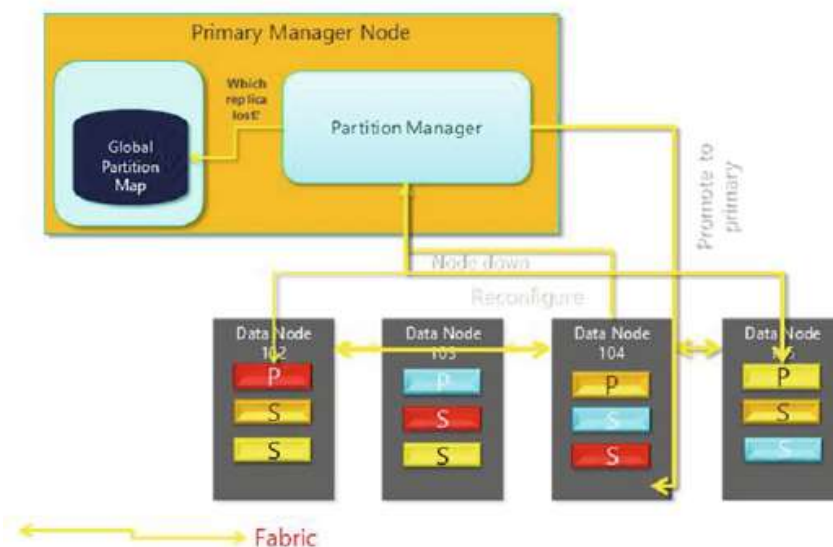 Primary Manager Node
Which
replica
lost?
Partition Manager
Global
Partition
Map
Promote to
primary
Node down
Reconfigure
Data Node
102
P
S
S
Data Node
103
P
S
S
Data Node
104
P
S
S
Data Node
P
S
S
Fabric